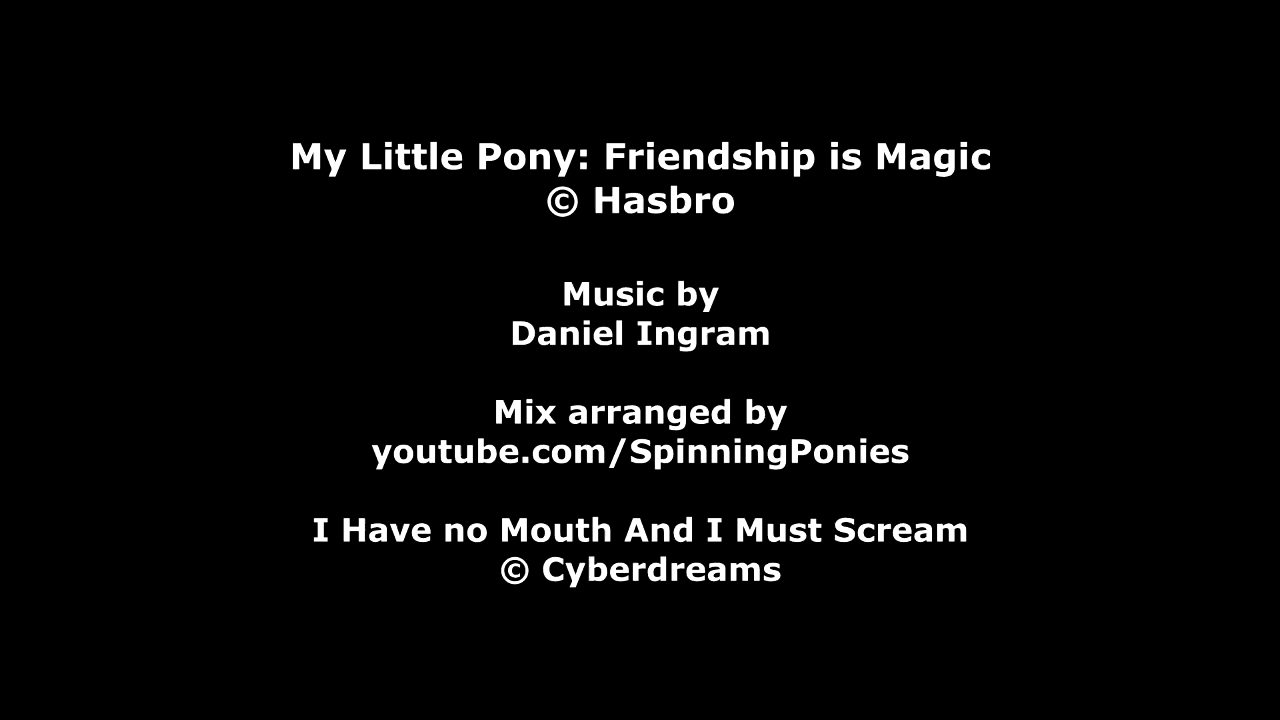 My Little Pony: Friendship is Magic
© Hasbro
Music by
Daniel Ingram
Mix arranged by
youtube.com/SpinningPonies
I Have no Mouth And I Must Scream
© Cyberdreams